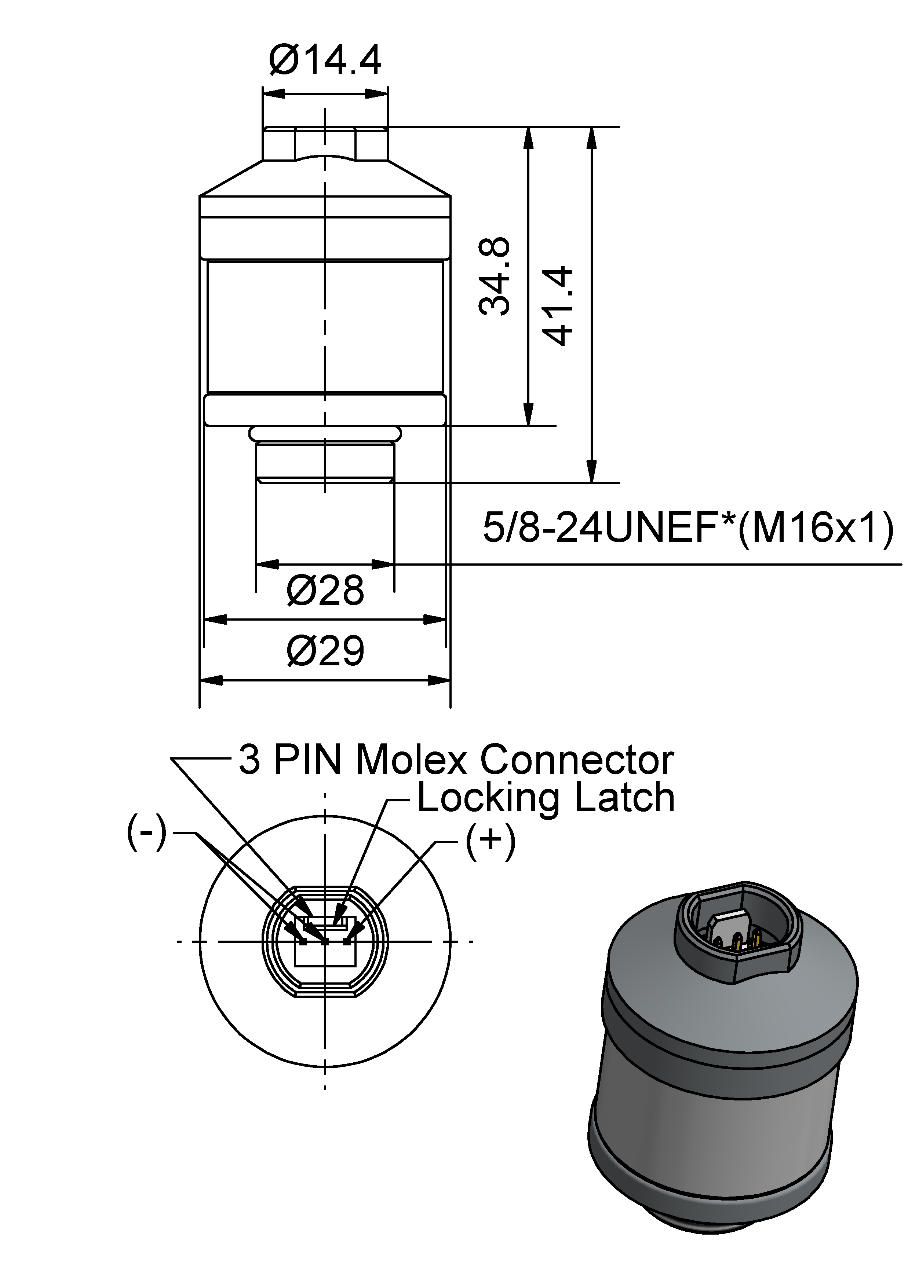 Ø14.4
34.8
41.4
5/8-24UNEF*(M16x1)
Ø28
Ø29
3 PIN Molex Connector
Locking Latch
(-)
(+)